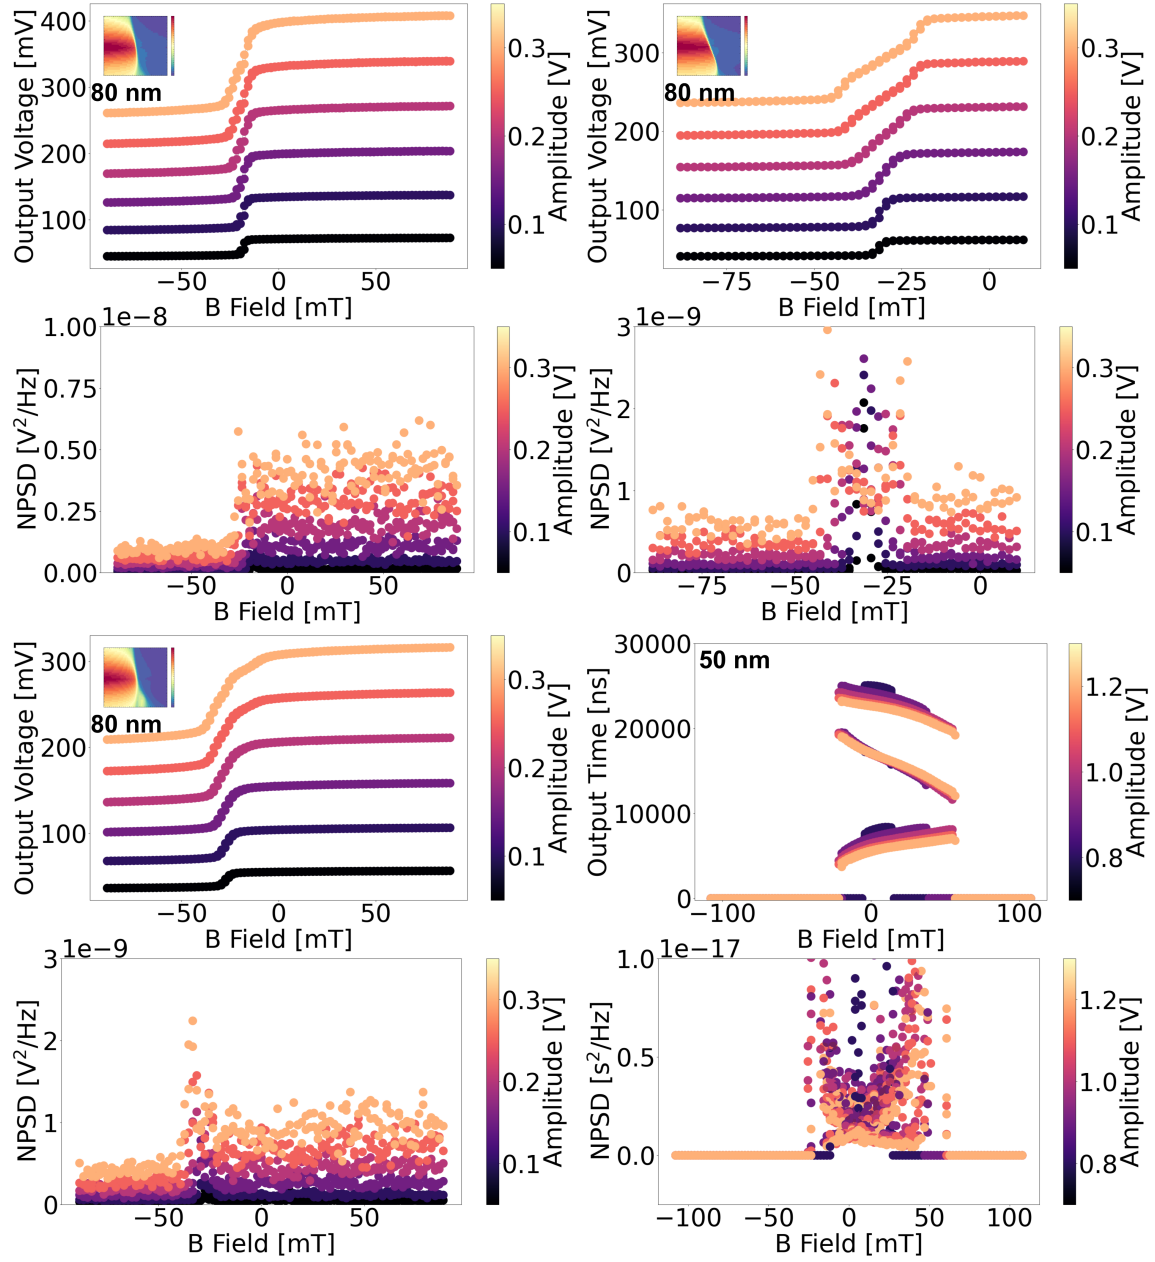 400
300
200
100
Output Voltage [mV]
80 nm
−50 0 50
B Field [mT]
0.3
0.2
0.1
Amplitude [V]
300
200
100
Output Voltage [mV]
80 nm
−75 −50 −25 0
B Field [mT]
0.3
0.2
0.1
Amplitude [V]
1e−8
1.00
0.75
0.50
0.25
0.00
NPSD [V²/Hz]
−50 0 50
B Field [mT]
0.3
0.2
0.1
Amplitude [V]
1e−9
3
2
1
0
NPSD [V²/Hz]
−75 −50 −25 0
B Field [mT]
0.3
0.2
0.1
Amplitude [V]
300
200
100
Output Voltage [mV]
80 nm
−50 0 50
B Field [mT]
0.3
0.2
0.1
Amplitude [V]
30000
20000
10000
0
Output Time [ns]
50 nm
−100 0 100
B Field [mT]
1.2
1.0
0.8
Amplitude [V]
1e−9
3
2
1
0
NPSD [V²/Hz]
−50 0 50
B Field [mT]
0.3
0.2
0.1
Amplitude [V]
1e−17
1.0
0.5
0.0
NPSD [s²/Hz]
−100 −50 0 50 100
B Field [mT]
1.2
1.0
0.8
Amplitude [V]